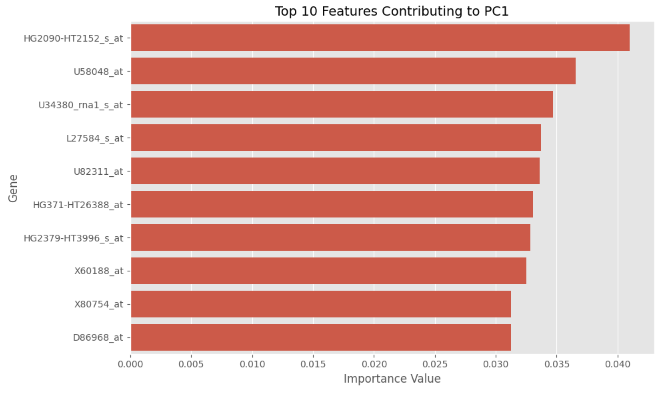 Top 10 Features Contributing to PC1
HG2090-HT2152_s_at
U58048_at
U34380_rna1_s_at
L27584_s_at
U82311_at
HG371-HT26388_at
HG2379-HT3996_s_at
X60188_at
X80754_at
D86968_at
Gene
0.000 0.005 0.010 0.015 0.020 0.025 0.030 0.035 0.040
Importance Value